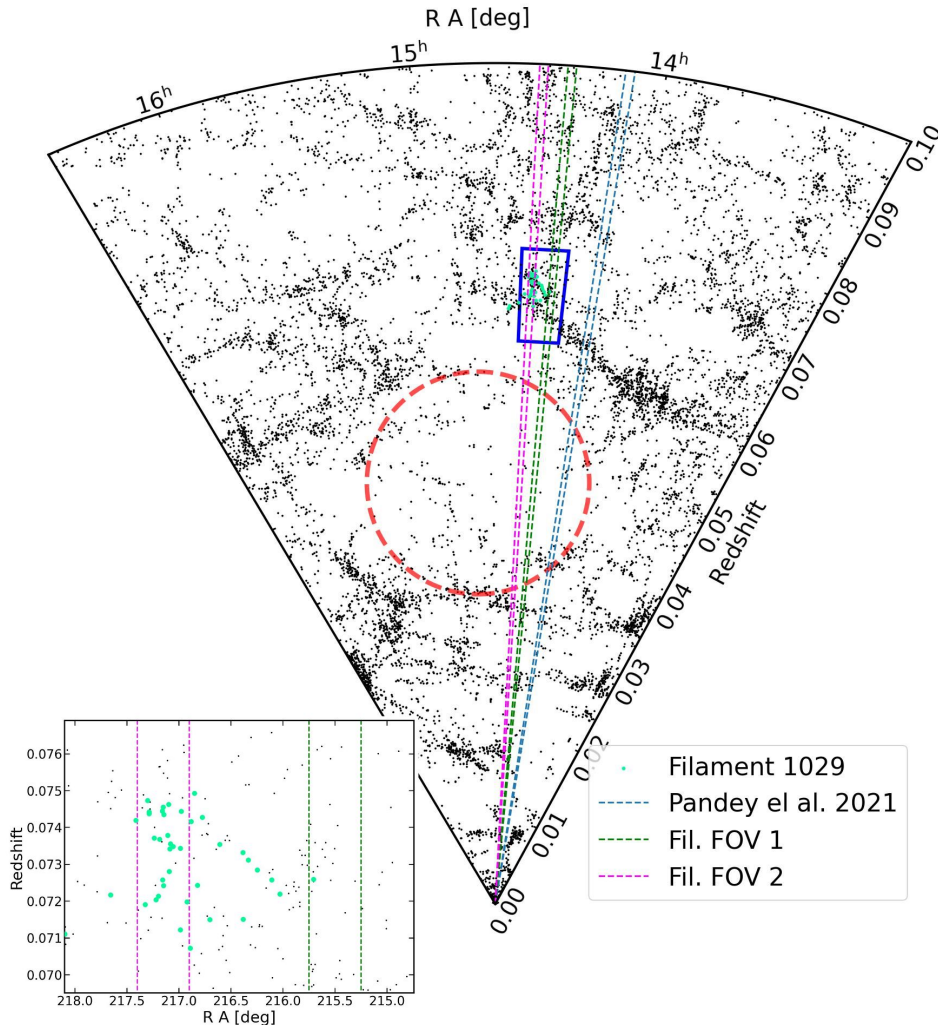 R A [deg]
16h
15h
14h
0.10
0.09
0.08
0.07
0.06
0.05
0.04
0.03
0.02
0.01
0.00
Redshift
Filament 1029
Pandey el al. 2021
Fil. FOV 1
Fil. FOV 2
0.076
0.075
0.074
0.073
0.072
0.071
0.070
Redshift
218.0 217.5 217.0 216.5 216.0 215.5 215.0
R A [deg]